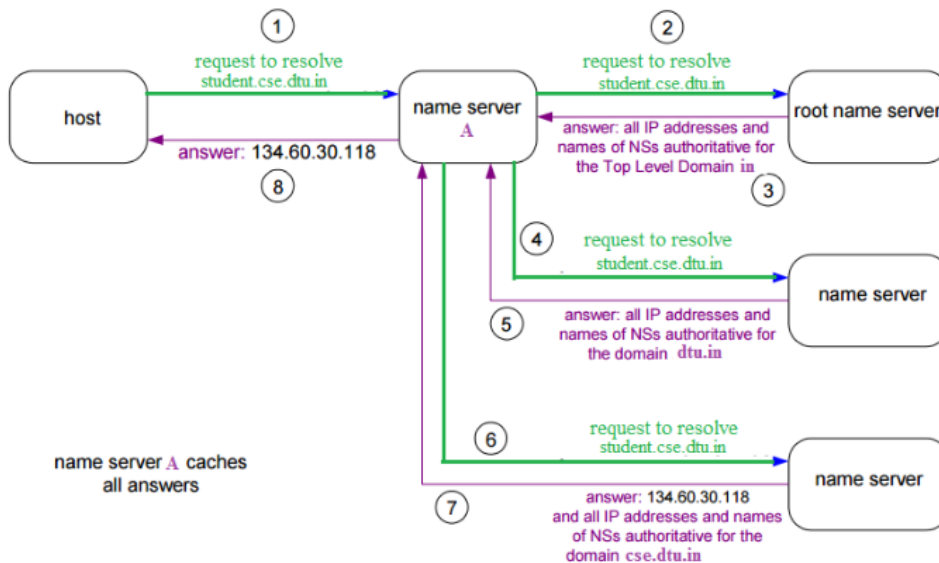 1
request to resolve
student.cse.dtu.in
2
request to resolve
student.cse.dtu.in
host
name server
A
root name server
answer: 134.60.30.118
8
answer: all IP addresses and
names of NSs authoritative for
the Top Level Domain in
3
4
request to resolve
student.cse.dtu.in
name server
5
answer: all IP addresses and
names of NSs authoritative for
the domain dtu.in
6
request to resolve
student.cse.dtu.in
name server
7
answer: 134.60.30.118
and all IP addresses and names
of NSs authoritative for the
domain cse.dtu.in
name server A caches
all answers